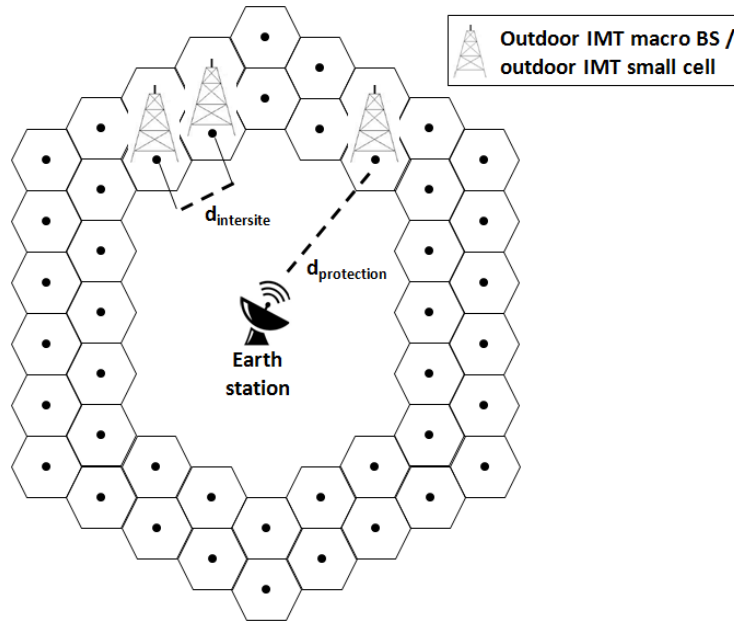 Outdoor IMT macro BS /
outdoor IMT small cell
dintersite
dprotection
Earth
station